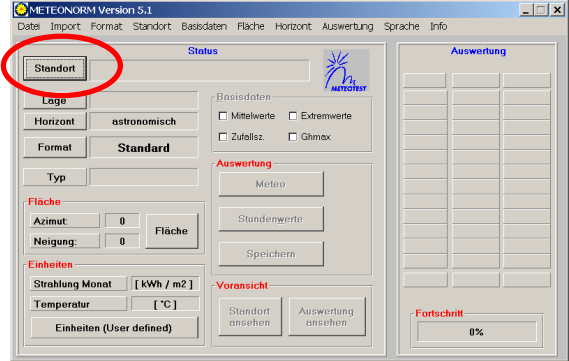 METEONORM Version 5.1
Datei Import Format Standort Basisdaten Fläche Horizont Auswertung Sprache Info
Status
Standort
METEOTEST
Lage
Horizont astronomisch
Format Standard
Typ
Basisdaten
Mittelwerte Extremwerte
Zufallsz. Ghmax
Auswertung
Meteo
Stundenwerte
Speichern
Fläche
Azimut: 0
Neigung: 0
Fläche
Einheiten
Strahlung Monat [ kWh / m2 ]
Temperatur [ °C ]
Einheiten (User defined)
Voransicht
Standort ansehen
Auswertung ansehen
Auswertung
Fortschritt
0%